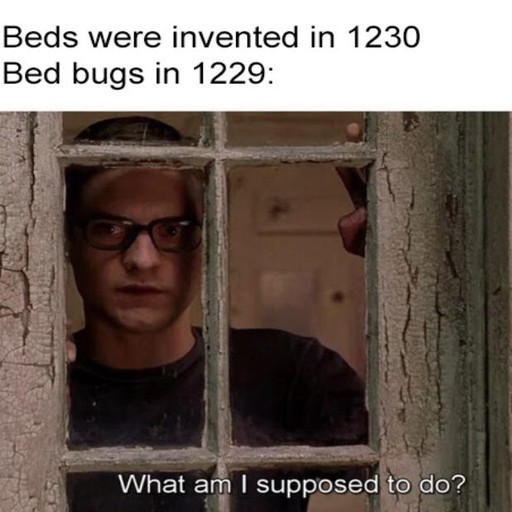 Beds were invented in 1230
Bed bugs in 1229:
What am I supposed to do?